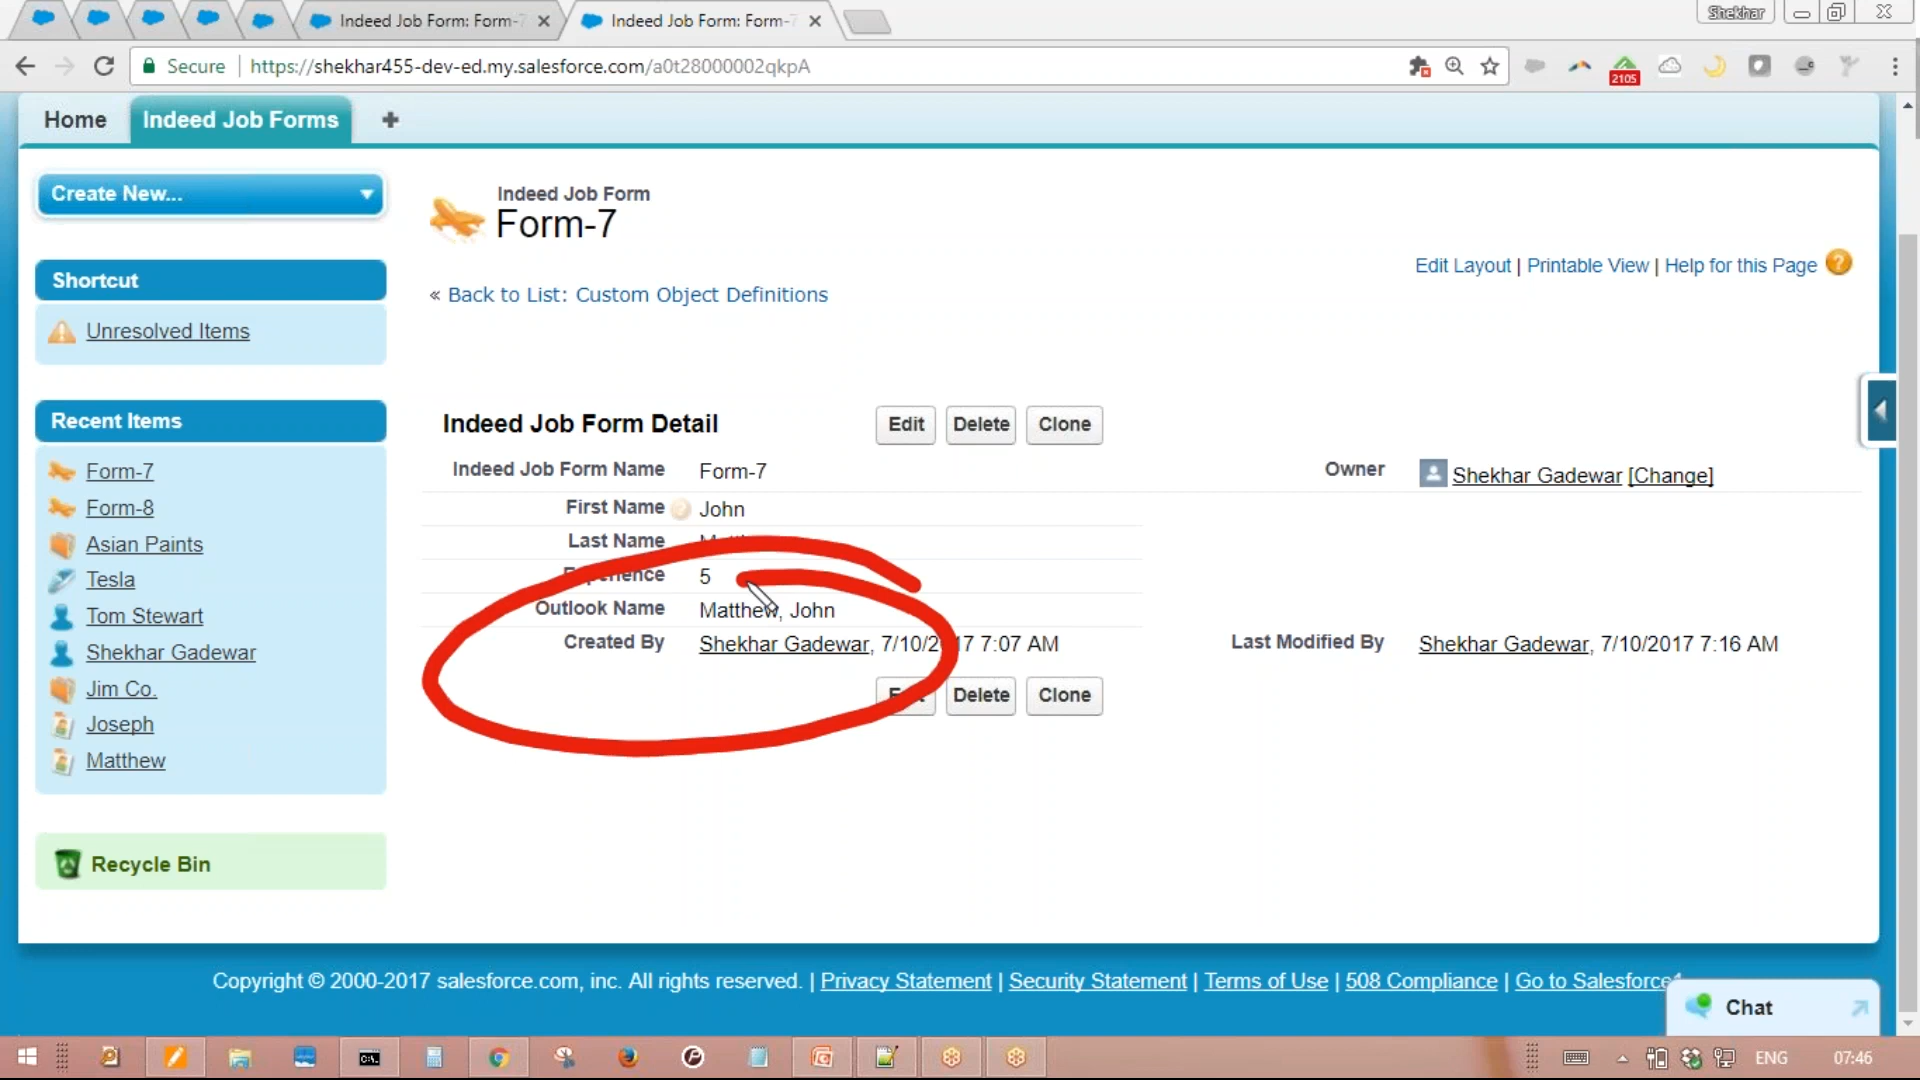 Indeed Job Form: Form-7
Indeed Job Form: Form-7
Shekhar
Secure
https://shekhar455-dev-ed.my.salesforce.com/a0t28000002qkpA
2105
Home
Indeed Job Forms
Create New...
Shortcut
Unresolved Items
Recent Items
Form-7
Form-8
Asian Paints
Tesla
Tom Stewart
Shekhar Gadewar
Jim Co.
Joseph
Matthew
Recycle Bin
Indeed Job Form
Form-7
Edit Layout | Printable View | Help for this Page ?
« Back to List: Custom Object Definitions
Indeed Job Form Detail
Edit Delete Clone
Indeed Job Form Name Form-7
Owner Shekhar Gadewar [Change]
First Name John
Last Name
Experience 5
Outlook Name Matthew, John
Created By Shekhar Gadewar, 7/10/2017 7:07 AM
Last Modified By Shekhar Gadewar, 7/10/2017 7:16 AM
Edit Delete Clone
Copyright © 2000-2017 salesforce.com, inc. All rights reserved. | Privacy Statement | Security Statement | Terms of Use | 508 Compliance | Go to Salesforce1
Chat
ENG
07:46